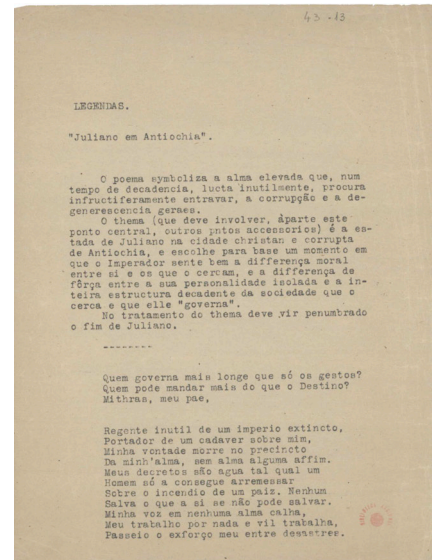 43-13
LEGENDAS.
"Juliano em Antiochia".
O poema symboliza a alma elevada que, num
tempo de decadencia, lucta inutilmente, procura
infructiferamente entravar, a corrupção e a de-
generescencia geraes.
O thema (que deve involver, áparte este
ponto central, outros pntos accessorios) é a es-
tada de Juliano na cidade christan e corrupta
de Antiochia, e escolhe para base um momento em
que o Imperador sente bem a differença moral
entre si e os que o cercam, e a differença de
fôrça entre a sua personalidade isolada e a in-
teira estructura decadente da sociedade que o
cerca e que elle "governa".
No tratamento do thema deve vir penumbrado
o fim de Juliano.
--------
Quem governa mais longe que só os gestos?
Quem pode mandar mais do que o Destino?
Mithras, meu pae,
Regente inutil de um imperio extincto,
Portador de um cadaver sobre mim,
Minha vontade morre no precincto
Da minh'alma, sem alma alguma affim.
Meus decretos são agua tal qual um
Homem só a consegue arremessar
Sobre o incendio de um paiz. Nenhum
Salva o que a si se não pode salvar.
Minha voz em nenhuma alma calha,
Meu trabalho por nada e vil trabalha,
Passeio o exforço meu entre desastres.